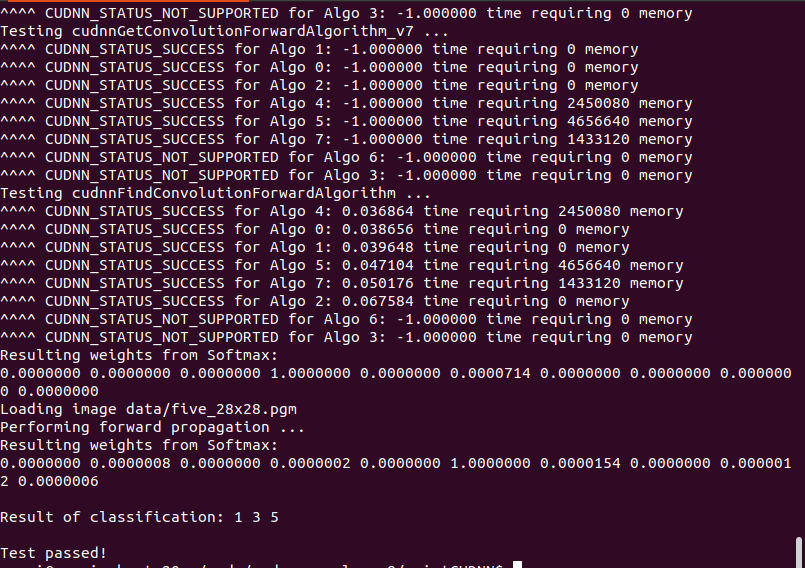 ^^^^ CUDNN_STATUS_NOT_SUPPORTED for Algo 3: -1.000000 time requiring 0 memory
Testing cudnnGetConvolutionForwardAlgorithm_v7 ...
^^^^ CUDNN_STATUS_SUCCESS for Algo 1: -1.000000 time requiring 0 memory
^^^^ CUDNN_STATUS_SUCCESS for Algo 0: -1.000000 time requiring 0 memory
^^^^ CUDNN_STATUS_SUCCESS for Algo 2: -1.000000 time requiring 0 memory
^^^^ CUDNN_STATUS_SUCCESS for Algo 4: -1.000000 time requiring 2450080 memory
^^^^ CUDNN_STATUS_SUCCESS for Algo 5: -1.000000 time requiring 4656640 memory
^^^^ CUDNN_STATUS_SUCCESS for Algo 7: -1.000000 time requiring 1433120 memory
^^^^ CUDNN_STATUS_NOT_SUPPORTED for Algo 6: -1.000000 time requiring 0 memory
^^^^ CUDNN_STATUS_NOT_SUPPORTED for Algo 3: -1.000000 time requiring 0 memory
Testing cudnnFindConvolutionForwardAlgorithm ...
^^^^ CUDNN_STATUS_SUCCESS for Algo 4: 0.036864 time requiring 2450080 memory
^^^^ CUDNN_STATUS_SUCCESS for Algo 0: 0.038656 time requiring 0 memory
^^^^ CUDNN_STATUS_SUCCESS for Algo 1: 0.039648 time requiring 0 memory
^^^^ CUDNN_STATUS_SUCCESS for Algo 5: 0.047104 time requiring 4656640 memory
^^^^ CUDNN_STATUS_SUCCESS for Algo 7: 0.050176 time requiring 1433120 memory
^^^^ CUDNN_STATUS_SUCCESS for Algo 2: 0.067584 time requiring 0 memory
^^^^ CUDNN_STATUS_NOT_SUPPORTED for Algo 6: -1.000000 time requiring 0 memory
^^^^ CUDNN_STATUS_NOT_SUPPORTED for Algo 3: -1.000000 time requiring 0 memory
Resulting weights from Softmax:
0.0000000 0.0000000 0.0000000 1.0000000 0.0000000 0.0000714 0.0000000 0.0000000 0.000000
0 0.0000000
Loading image data/five_28x28.pgm
Performing forward propagation ...
Resulting weights from Softmax:
0.0000000 0.0000008 0.0000000 0.0000002 0.0000000 1.0000000 0.0000154 0.0000000 0.000001
2 0.0000006
Result of classification: 1 3 5
Test passed!